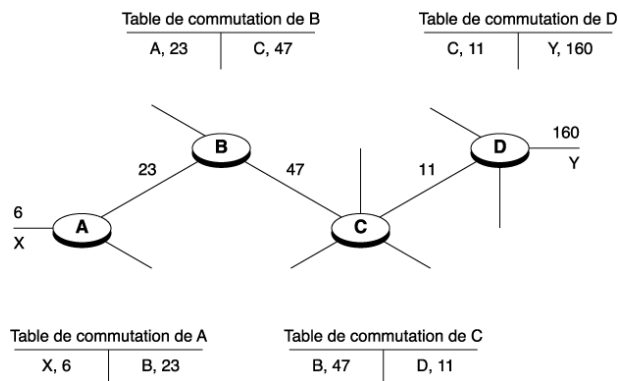 Table de commutation de B
A, 23 C, 47
Table de commutation de D
C, 11 Y, 160
B
D
160
Y
23
47
11
6
X
A
C
Table de commutation de A
X, 6 B, 23
Table de commutation de C
B, 47 D, 11